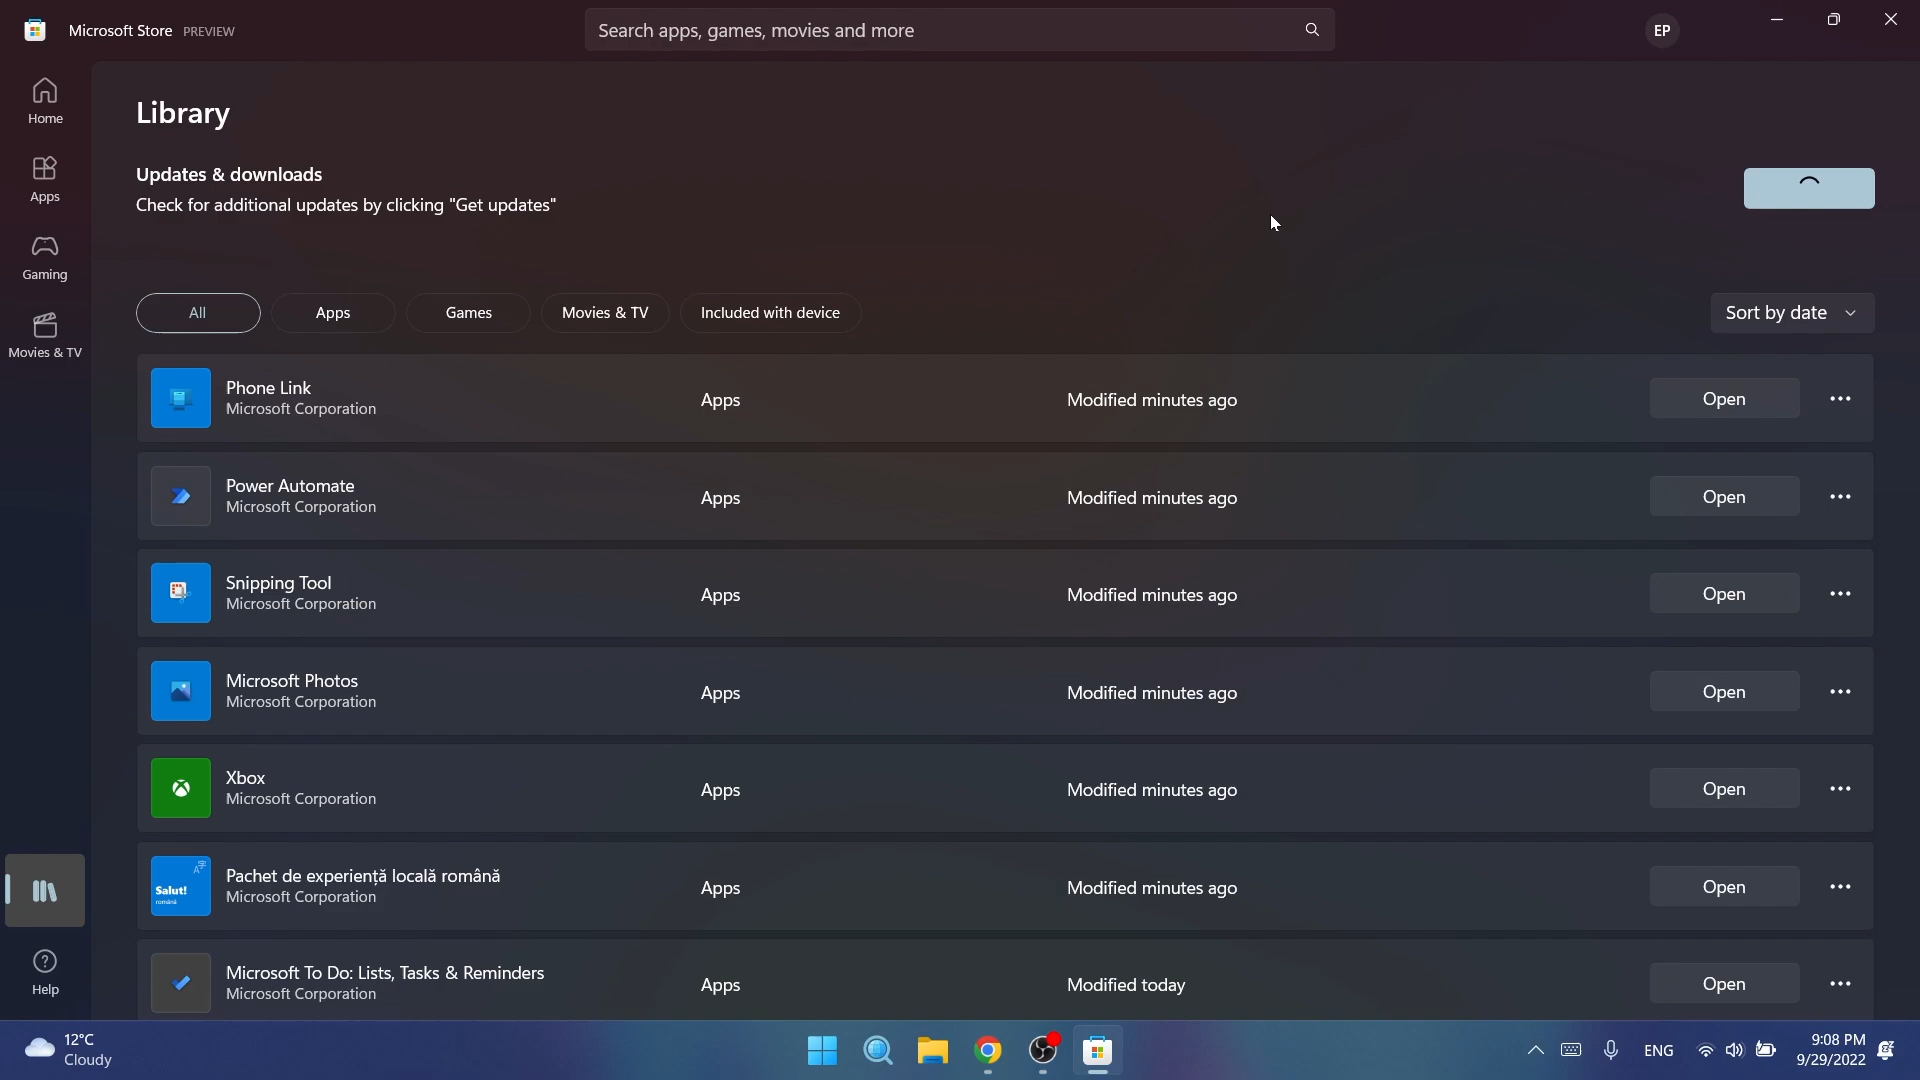 Microsoft Store PREVIEW
Search apps, games, movies and more
EP
Home
Apps
Gaming
Movies & TV
Help
Library
Updates & downloads
Check for additional updates by clicking "Get updates"
All Apps Games Movies & TV Included with device
Sort by date
Phone Link
Microsoft Corporation
Apps
Modified minutes ago
Open
Power Automate
Microsoft Corporation
Apps
Modified minutes ago
Open
Snipping Tool
Microsoft Corporation
Apps
Modified minutes ago
Open
Microsoft Photos
Microsoft Corporation
Apps
Modified minutes ago
Open
Xbox
Microsoft Corporation
Apps
Modified minutes ago
Open
Salut!
română
Pachet de experiență locală română
Microsoft Corporation
Apps
Modified minutes ago
Open
Microsoft To Do: Lists, Tasks & Reminders
Microsoft Corporation
Apps
Modified today
Open
12°C
Cloudy
ENG
9:08 PM
9/29/2022